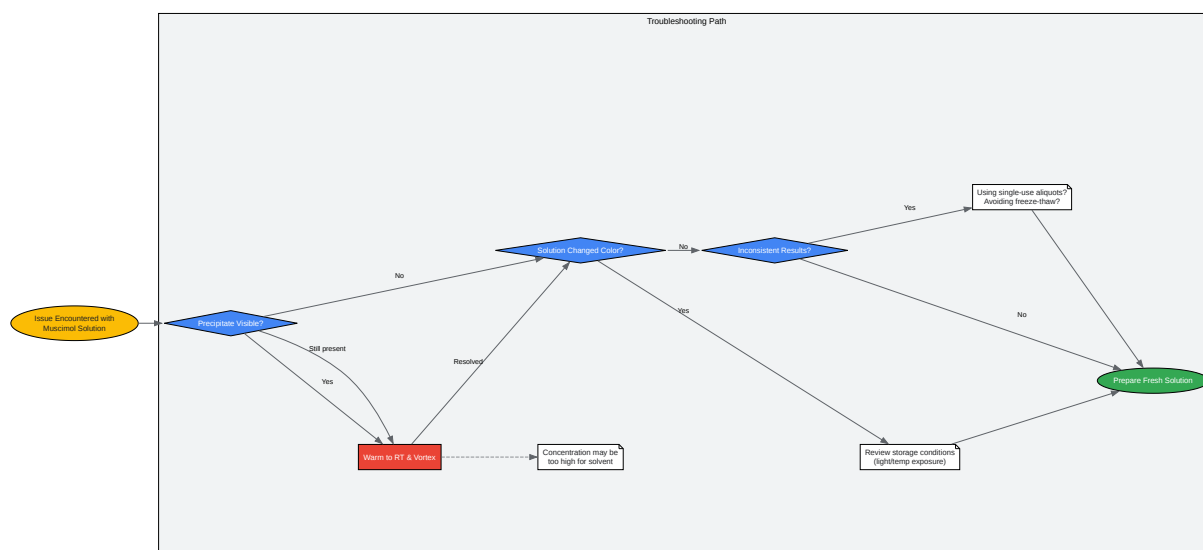 Troubleshooting Path
Using single-use aliquots?
Avoiding freeze-thaw?
Yes
Solution Changed Color?
No
Inconsistent Results?
No
Issue Encountered with
Muscimol Solution
Precipitate Visible?
Yes
No
Still present
Resolved
Yes
Prepare Fresh Solution
Warm to RT & Vortex
Concentration may be
too high for solvent
Review storage conditions
(light/temp exposure)